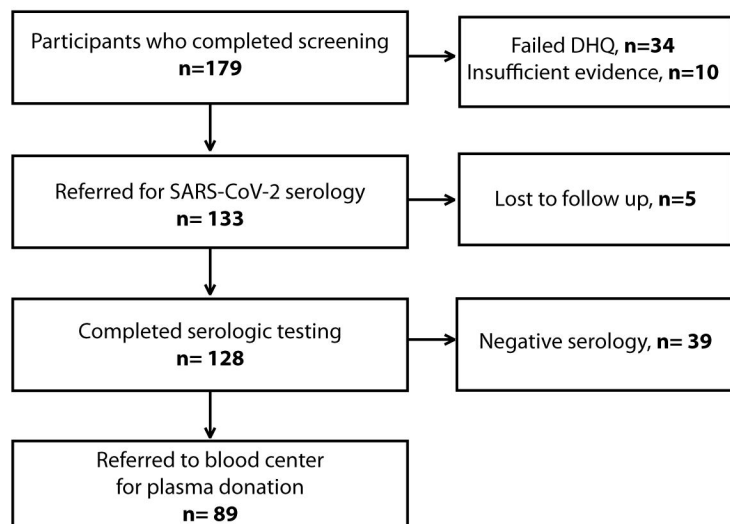 Participants who completed screening
n=179
Failed DHQ, n=34
Insufficient evidence, n=10
Referred for SARS-CoV-2 serology
n= 133
Lost to follow up, n=5
Completed serologic testing
n= 128
Negative serology, n= 39
Referred to blood center
for plasma donation
n= 89